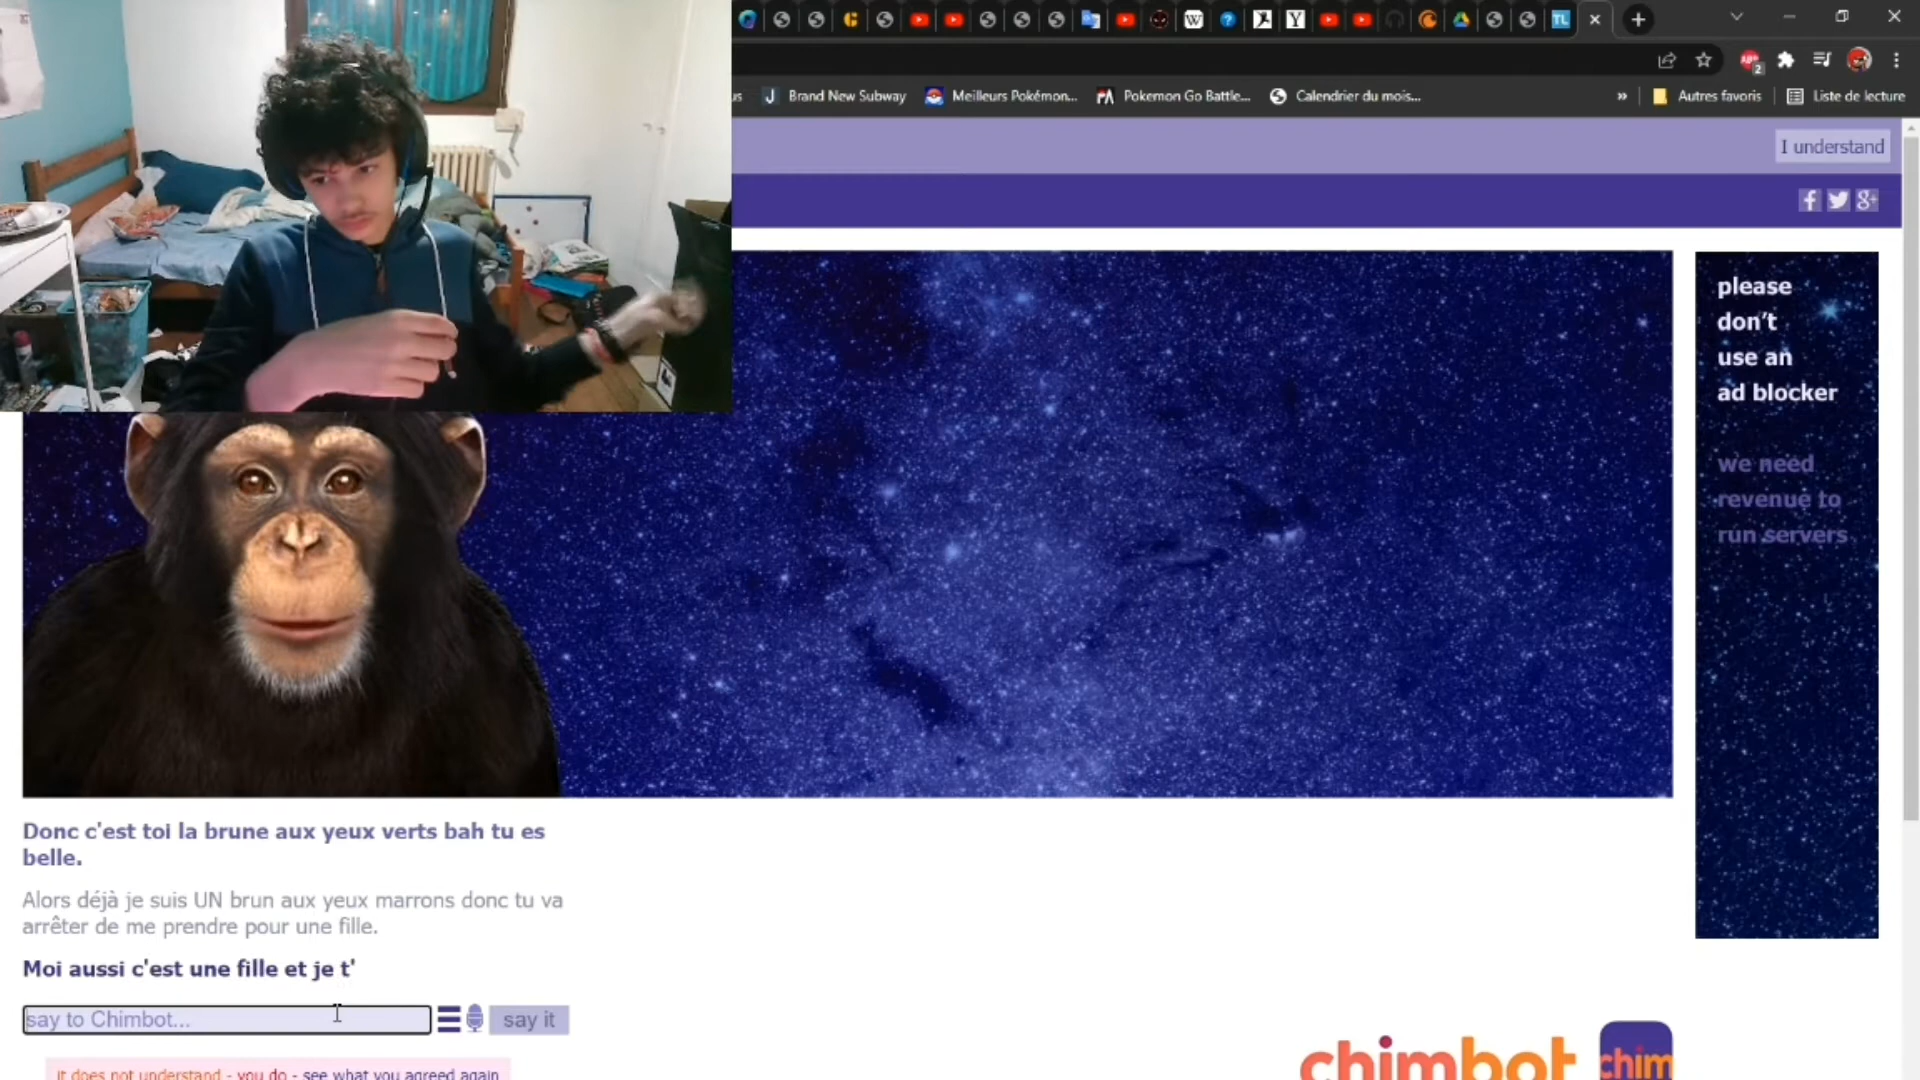 Brand New Subway
Meilleurs Pokémon...
Pokemon Go Battle...
Calendrier du mois...
»
Autres favoris
Liste de lecture
I understand
please
don't
use an
ad blocker
we need
revenue to
run servers
Donc c'est toi la brune aux yeux verts bah tu es
belle.
Alors déjà je suis UN brun aux yeux marrons donc tu va
arrêter de me prendre pour une fille.
Moi aussi c'est une fille et je t'
say to Chimbot...
say it
it does not understand - you do - see what you agreed again
chimbot
chim